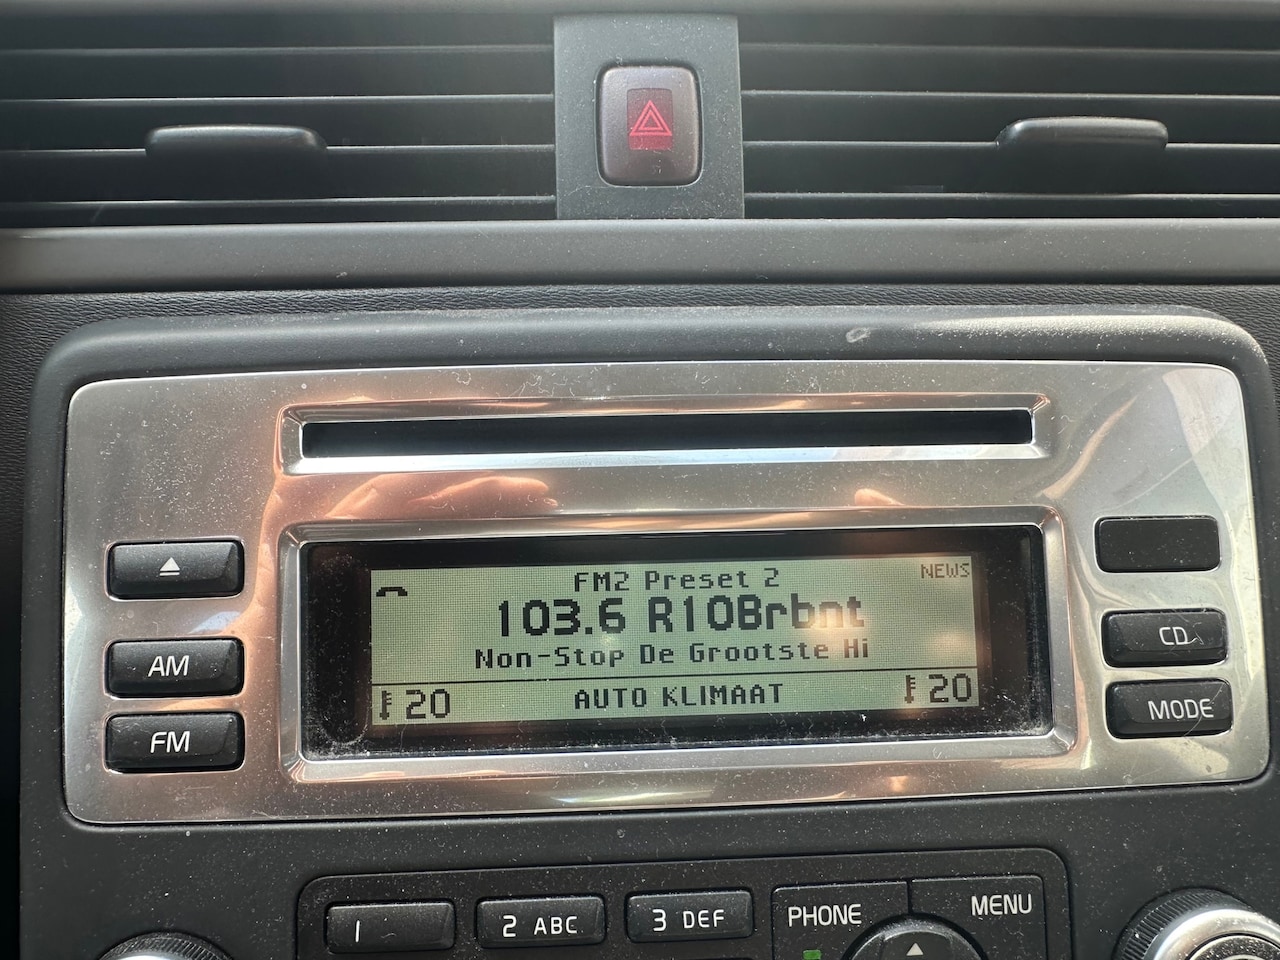 FM2 Preset 2
NEWS
103.6 R108rbnt
Non-Stop De Grootste Hi
20 AUTO KLIMAAT 20
AM
FM
CD
MODE
1
2 ABC
3 DEF
PHONE
MENU